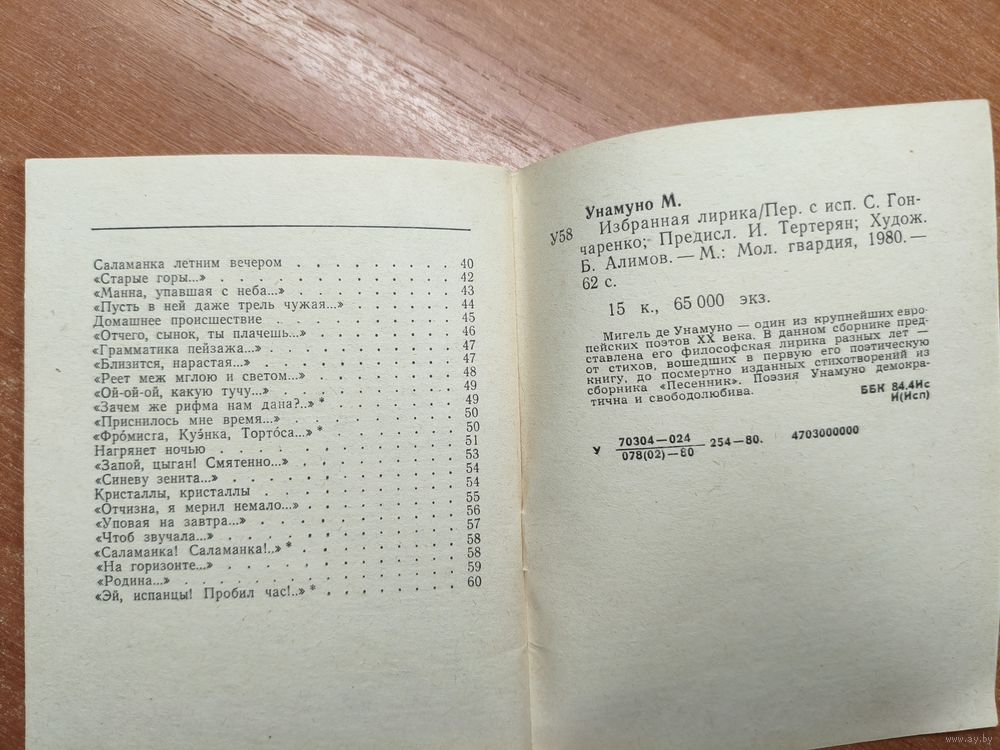 Саламанка летним вечером . . . . . . . . 40
«Старые горы...» . . . . . . . . 42
«Манна, упавшая с неба...» . . . . . . . . 43
«Пусть в ней даже трель чужая...» . . . . . . 44
Домашнее происшествие . . . . . . . . 45
«Отчего, сынок, ты плачешь...» . . . . . . . 46
«Грамматика пейзажа...» . . . . . . . . 47
«Близится, нарастая...» . . . . . . . . 47
«Реет меж мглою и светом...» . . . . . . . 48
«Ой-ой-ой, какую тучу...» . . . . . . . . 49
«Зачем же рифма нам дана?..»* . . . . . . . 49
«Приснилось мне время...» . . . . . . . . 50
«Фро́мисга, Куэ́нка, Торто́са...»* . . . . . . 50
Нагрянет ночью . . . . . . . . 51
«Запой, цыган! Смятенно...» . . . . . . . 53
«Синеву зенита...» . . . . . . . . 54
Кристаллы, кристаллы . . . . . . . . 54
«Отчизна, я мерил немало...» . . . . . . . 55
«Уповая на завтра...» . . . . . . . . 56
«Чтоб звучала...» . . . . . . . . 57
«Саламанка! Саламанка!..»* . . . . . . . 58
«На горизонте...» . . . . . . . . 58
«Родина...» . . . . . . . . 59
«Эй, испанцы! Пробил час!..»* . . . . . . . 60
Унамуно М.
У58 Избранная лирика/Пер. с исп. С. Гон-
чаренко; Предисл. И. Тертерян; Худож.
Б. Алимов. — М.: Мол. гвардия, 1980. —
62 с.
15 к., 65 000 экз.
Мигель де Унамуно — один из крупнейших евро-
пейских поэтов XX века. В данном сборнике пред-
ставлена его философская лирика разных лет —
от стихов, вошедших в первую его поэтическую
книгу, до посмертно изданных стихотворений из
сборника «Песенник». Поэзия Унамуно демокра-
тична и свободолюбива.
ББК 84.4Ис
И(Исп)
У 70304—024
078(02)—80 254—80. 4703000000
www.ay.by